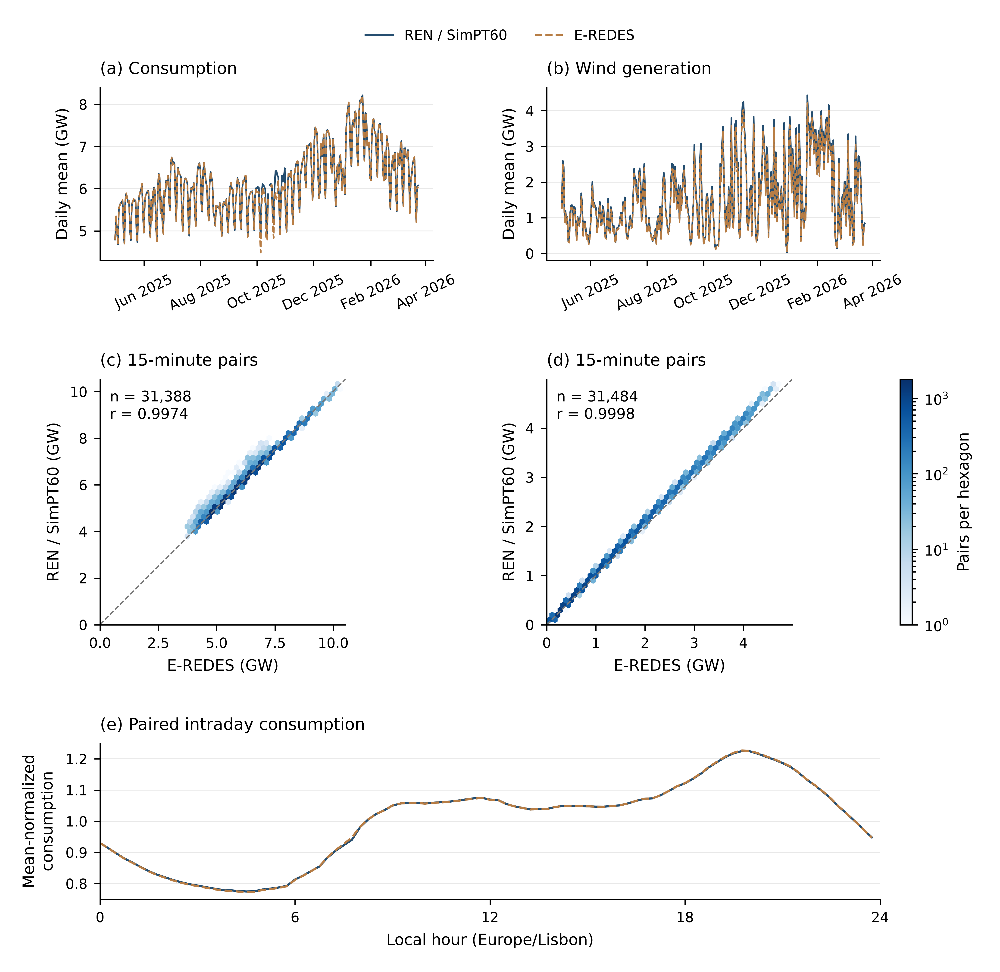 REN / SimPT60
E-REDES
(a) Consumption
Daily mean (GW)
8
7
6
5
Jun 2025
Aug 2025
Oct 2025
Dec 2025
Feb 2026
Apr 2026
(b) Wind generation
Daily mean (GW)
4
3
2
1
0
Jun 2025
Aug 2025
Oct 2025
Dec 2025
Feb 2026
Apr 2026
(c) 15-minute pairs
n = 31,388
r = 0.9974
REN / SimPT60 (GW)
10
8
6
4
2
0
0.0
2.5
5.0
7.5
10.0
E-REDES (GW)
(d) 15-minute pairs
n = 31,484
r = 0.9998
REN / SimPT60 (GW)
4
3
2
1
0
0
1
2
3
4
E-REDES (GW)
10³
10²
10¹
10⁰
Pairs per hexagon
(e) Paired intraday consumption
Mean-normalized
consumption
1.2
1.1
1.0
0.9
0.8
0
6
12
18
24
Local hour (Europe/Lisbon)